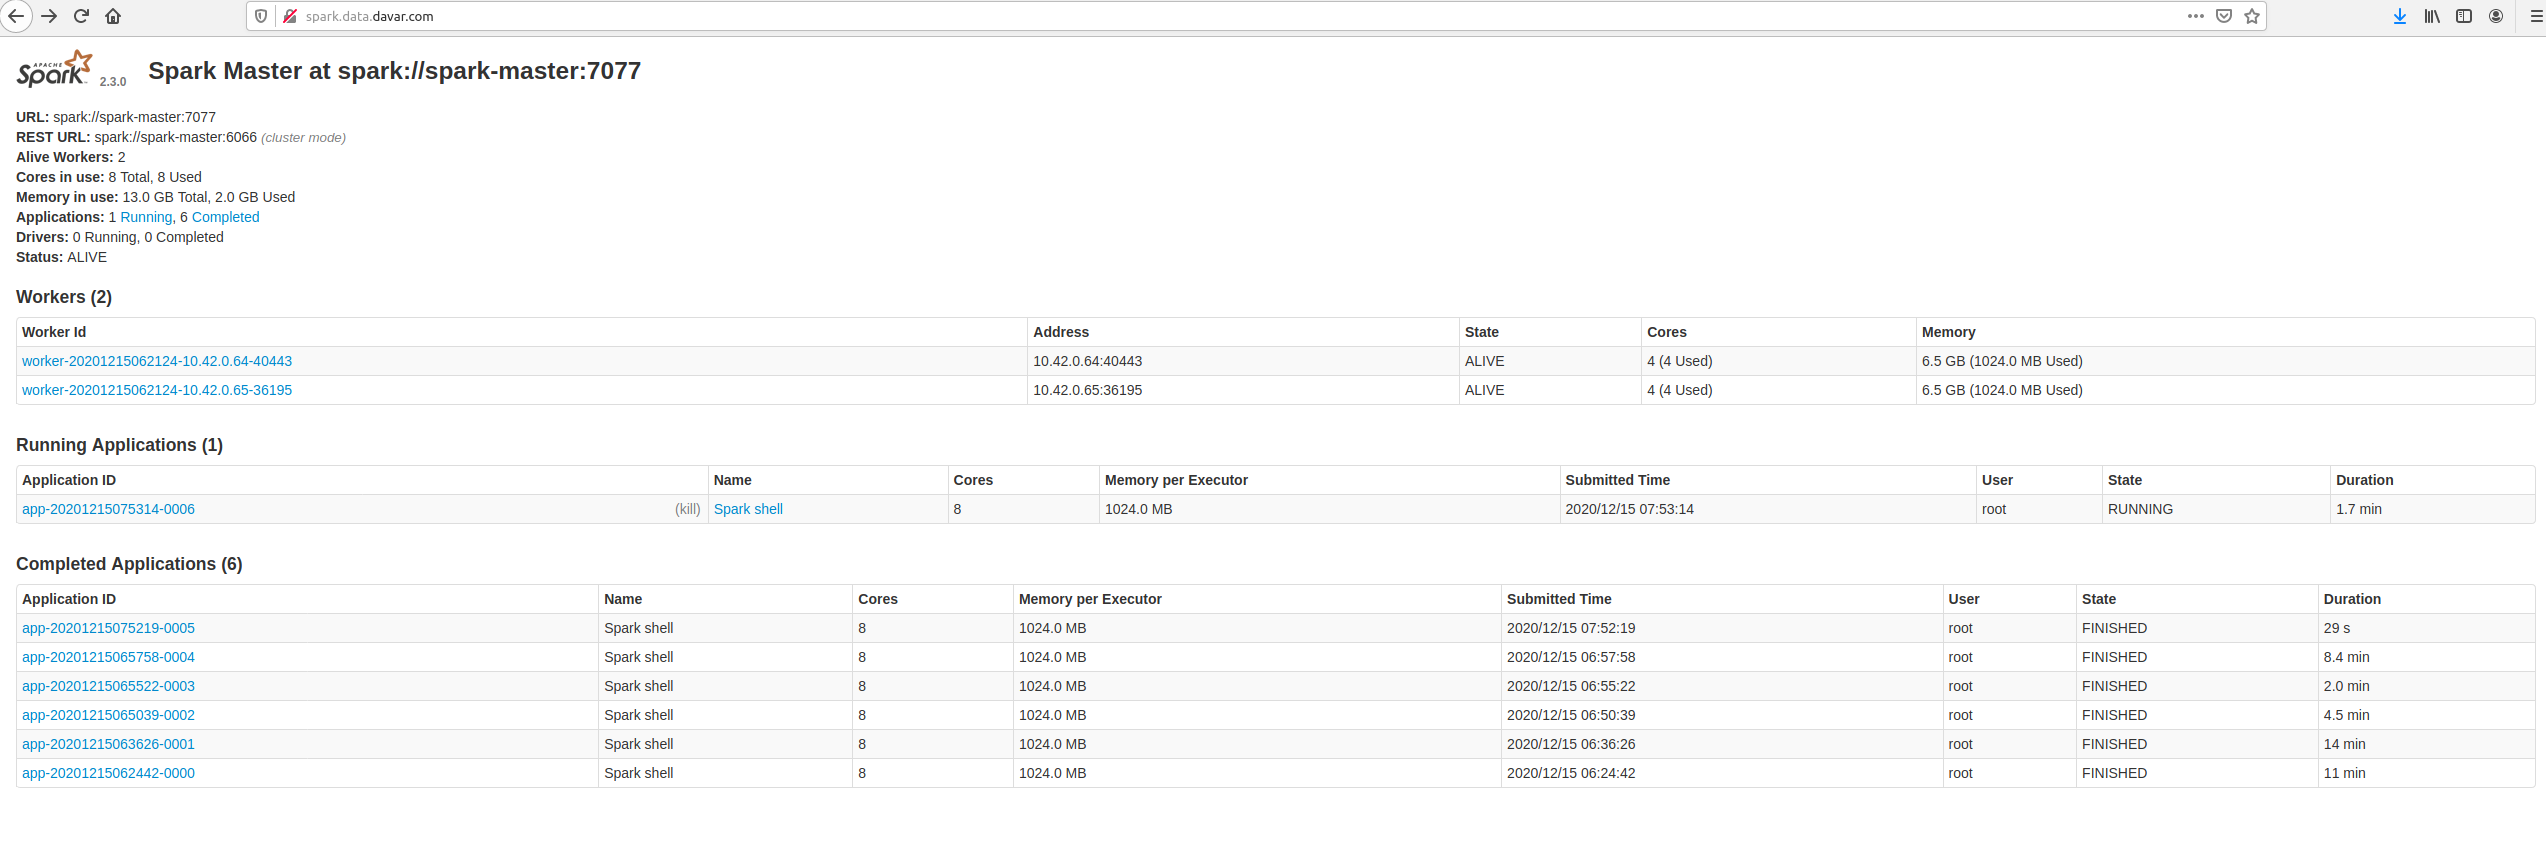 spark.data.davar.com
APACHE Spark 2.3.0 Spark Master at spark://spark-master:7077
URL: spark://spark-master:7077
REST URL: spark://spark-master:6066 (cluster mode)
Alive Workers: 2
Cores in use: 8 Total, 8 Used
Memory in use: 13.0 GB Total, 2.0 GB Used
Applications: 1 Running, 6 Completed
Drivers: 0 Running, 0 Completed
Status: ALIVE
Workers (2)
Worker Id Address State Cores Memory
worker-20201215062124-10.42.0.64-40443 10.42.0.64:40443 ALIVE 4 (4 Used) 6.5 GB (1024.0 MB Used)
worker-20201215062124-10.42.0.65-36195 10.42.0.65:36195 ALIVE 4 (4 Used) 6.5 GB (1024.0 MB Used)
Running Applications (1)
Application ID Name Cores Memory per Executor Submitted Time User State Duration
app-20201215075314-0006 (kill) Spark shell 8 1024.0 MB 2020/12/15 07:53:14 root RUNNING 1.7 min
Completed Applications (6)
Application ID Name Cores Memory per Executor Submitted Time User State Duration
app-20201215075219-0005 Spark shell 8 1024.0 MB 2020/12/15 07:52:19 root FINISHED 29 s
app-20201215065758-0004 Spark shell 8 1024.0 MB 2020/12/15 06:57:58 root FINISHED 8.4 min
app-20201215065522-0003 Spark shell 8 1024.0 MB 2020/12/15 06:55:22 root FINISHED 2.0 min
app-20201215065039-0002 Spark shell 8 1024.0 MB 2020/12/15 06:50:39 root FINISHED 4.5 min
app-20201215063626-0001 Spark shell 8 1024.0 MB 2020/12/15 06:36:26 root FINISHED 14 min
app-20201215062442-0000 Spark shell 8 1024.0 MB 2020/12/15 06:24:42 root FINISHED 11 min